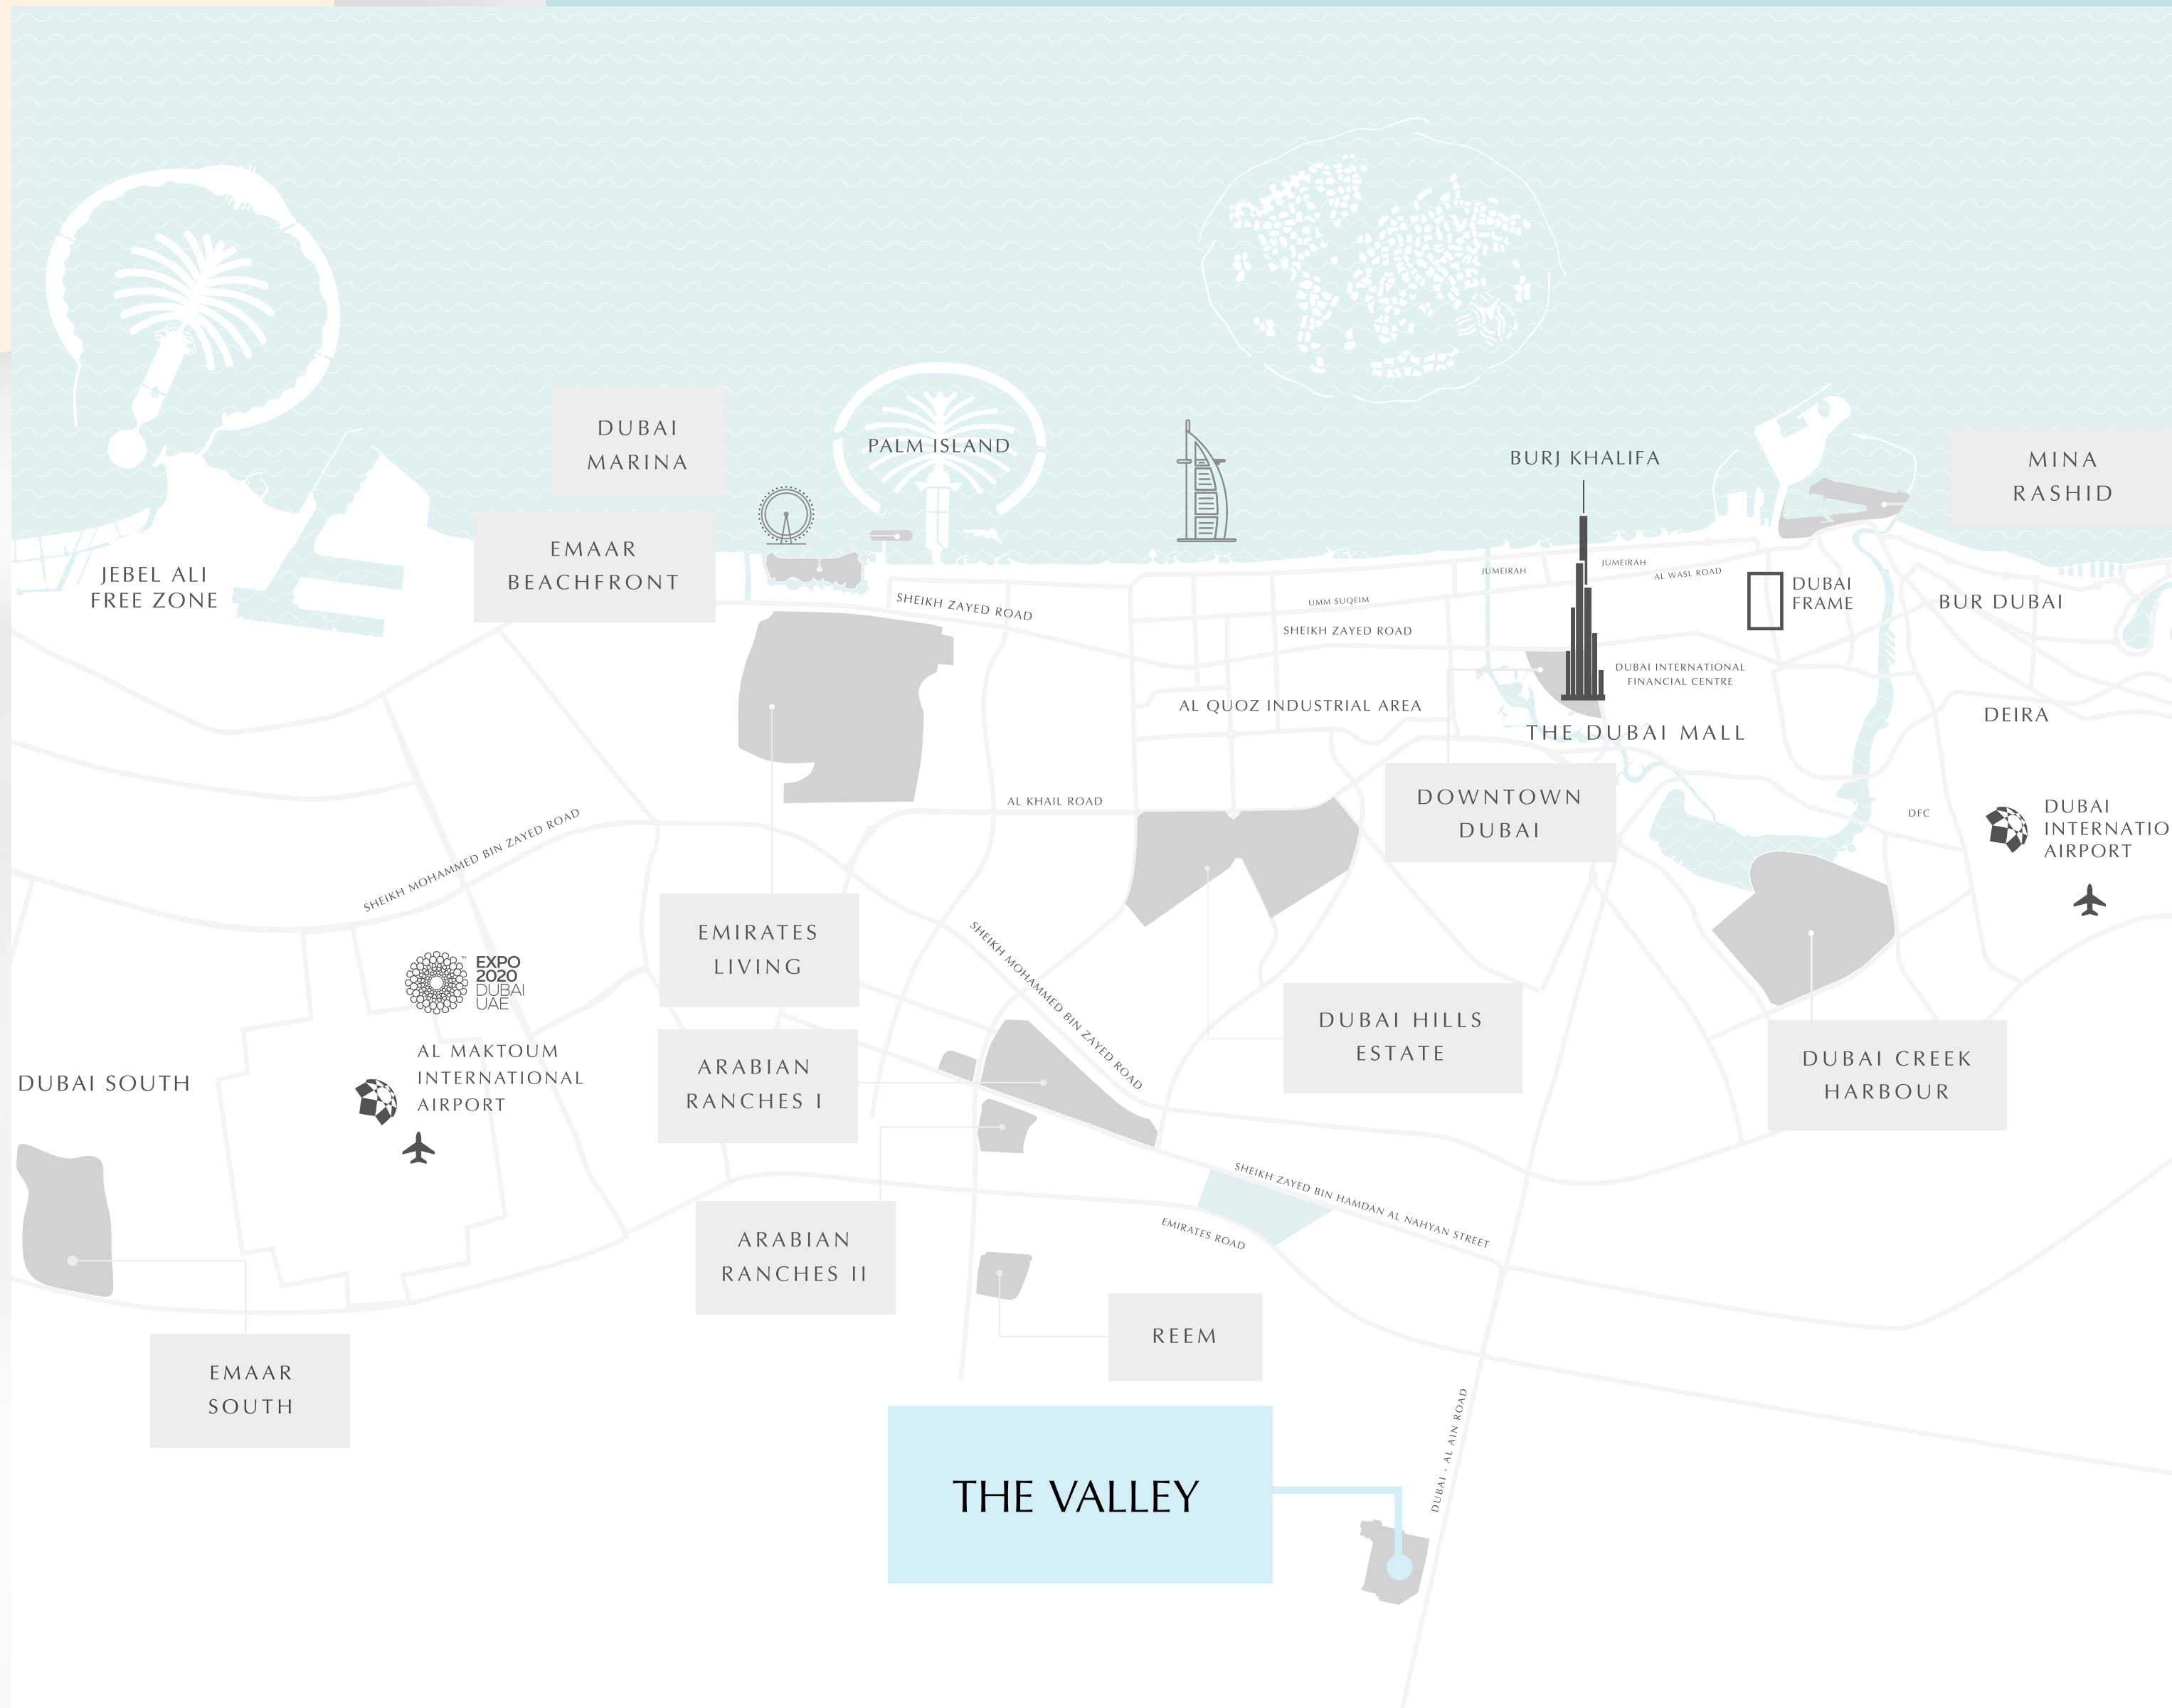 DUBAI
MARINA
PALM ISLAND
BURJ KHALIFA
MINA
RASHID
EMAAR
BEACHFRONT
JEBEL ALI
FREE ZONE
SHEIKH ZAYED ROAD
UMM SUQEIM
JUMEIRAH
JUMEIRAH
AL WASL ROAD
DUBAI
FRAME
BUR DUBAI
SHEIKH ZAYED ROAD
DUBAI INTERNATIONAL
FINANCIAL CENTRE
AL QUOZ INDUSTRIAL AREA
THE DUBAI MALL
DEIRA
AL KHAIL ROAD
DOWNTOWN
DUBAI
DFC
DUBAI
INTERNATIO
AIRPORT
SHEIKH MOHAMMED BIN ZAYED ROAD
EMIRATES
LIVING
SHEIKH MOHAMMED BIN ZAYED ROAD
EXPO
2020
DUBAI
UAE
™
AL MAKTOUM
INTERNATIONAL
AIRPORT
DUBAI SOUTH
ARABIAN
RANCHES I
DUBAI HILLS
ESTATE
DUBAI CREEK
HARBOUR
SHEIKH ZAYED BIN HAMDAN AL NAHYAN STREET
EMIRATES ROAD
ARABIAN
RANCHES II
REEM
EMAAR
SOUTH
THE VALLEY
DUBAI - AL AIN ROAD